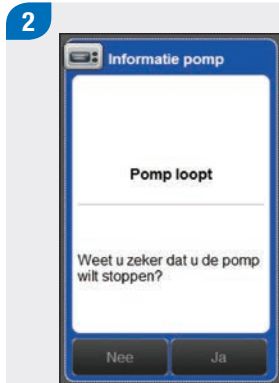 2
Informatie pomp
Pomp loopt
Weet u zeker dat u de pomp
wilt stoppen?
Nee
Ja